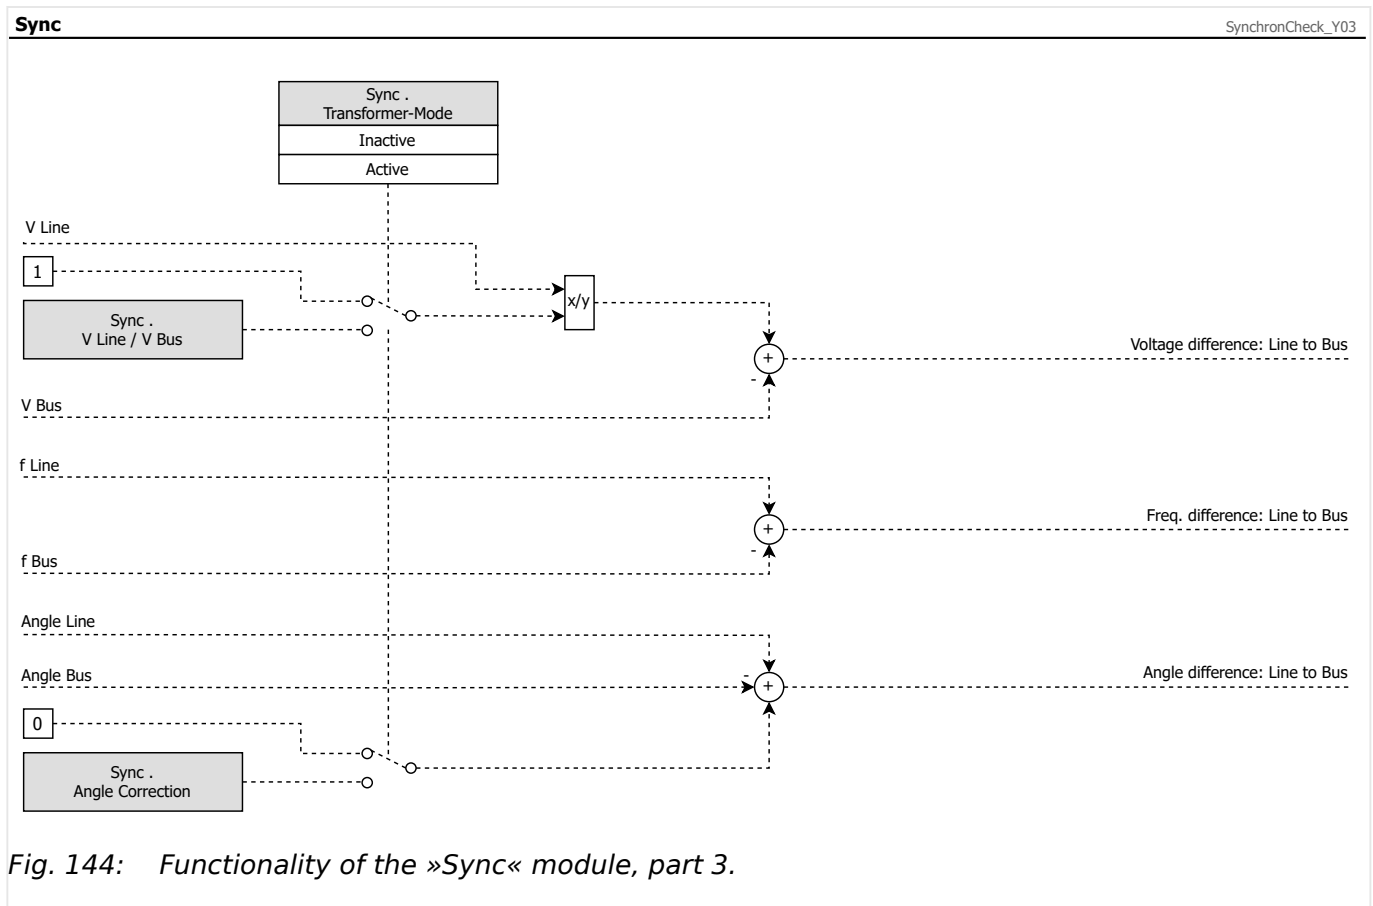 Sync
SynchronCheck_Y03
Sync .
Transformer-Mode
Inactive
Active
V Line
1
Sync .
V Line / V Bus
x/y
+
-
Voltage difference: Line to Bus
V Bus
f Line
+
-
Freq. difference: Line to Bus
f Bus
Angle Line
Angle Bus
-
+
Angle difference: Line to Bus
0
Sync .
Angle Correction
Fig. 144: Functionality of the »Sync« module, part 3.